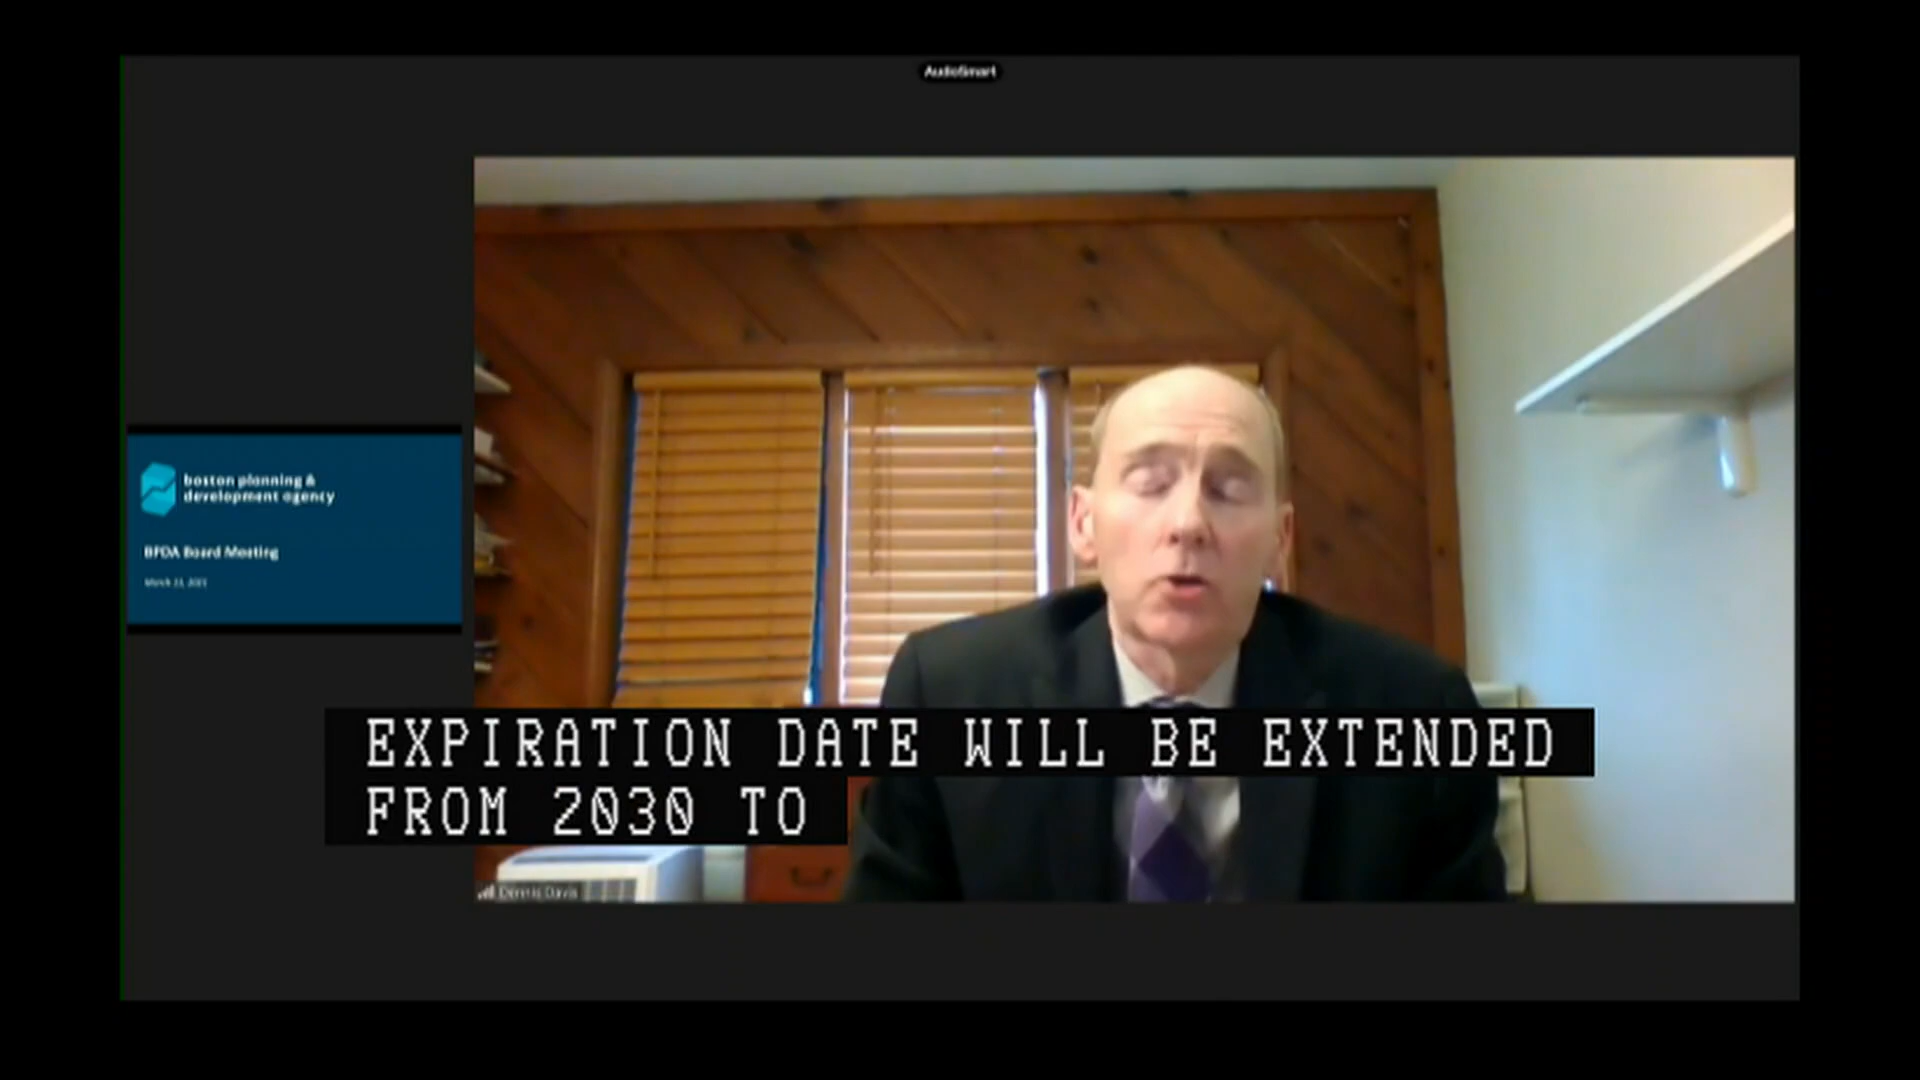 AudioSmart
boston planning &
development agency
BPDA Board Meeting
EXPIRATION DATE WILL BE EXTENDED
FROM 2030 TO
Dennis Davis